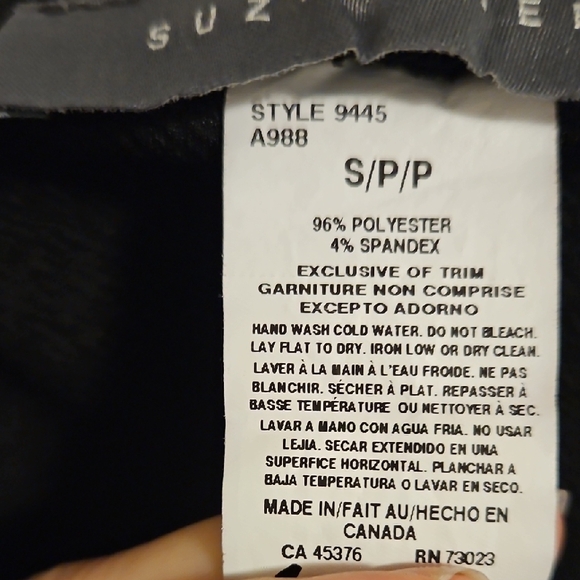 SUZ
STYLE 9445
A988
S/P/P
96% POLYESTER
4% SPANDEX
EXCLUSIVE OF TRIM
GARNITURE NON COMPRISE
EXCEPTO ADORNO
HAND WASH COLD WATER. DO NOT BLEACH.
LAY FLAT TO DRY. IRON LOW OR DRY CLEAN.
LAVER À LA MAIN À L'EAU FROIDE. NE PAS
BLANCHIR. SÉCHER À PLAT. REPASSER À
BASSE TEMPÉRATURE OU NETTOYER À SEC.
LAVAR A MANO CON AGUA FRIA. NO USAR
LEJIA. SECAR EXTENDIDO EN UNA
SUPERFICE HORIZONTAL. PLANCHAR A
BAJA TEMPERATURA O LAVAR EN SECO.
MADE IN/FAIT AU/HECHO EN
CANADA
CA 45376 RN 73023